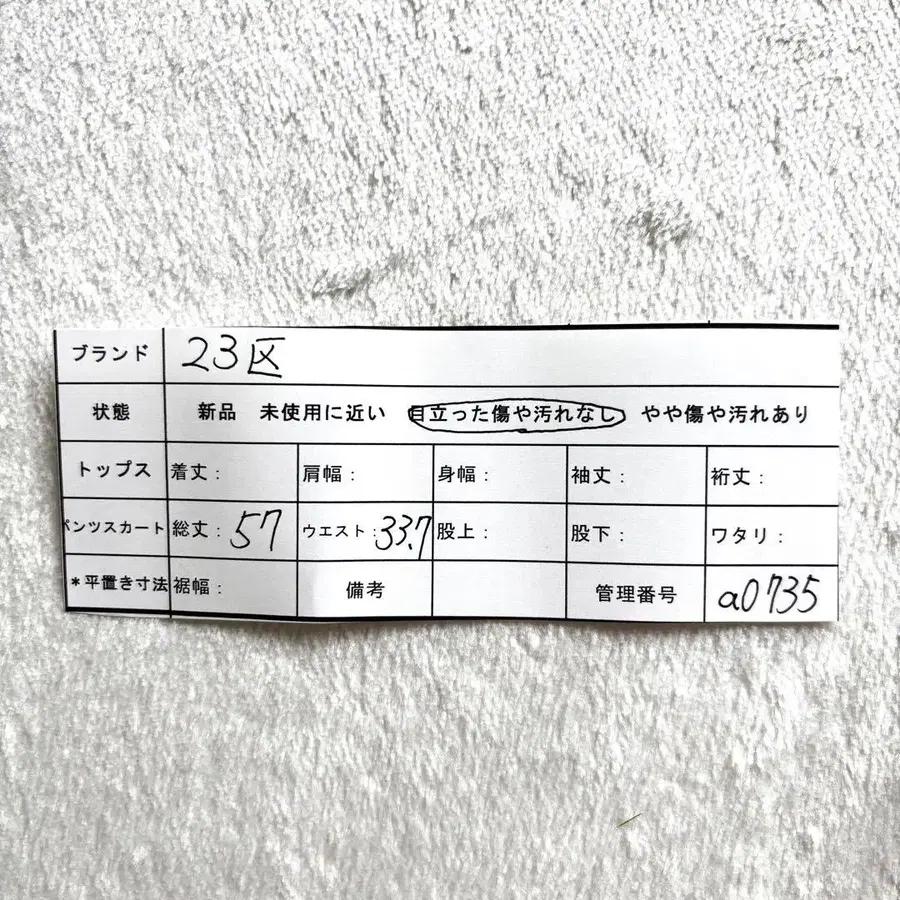 ブランド 23区
状態 新品 未使用に近い 目立った傷や汚れなし やや傷や汚れあり
トップス 着丈: 肩幅: 身幅: 袖丈: 裄丈:
パンツスカート 総丈:57 ウエスト:33.7 股上: 股下: ワタリ:
*平置き寸法 裾幅: 備考 管理番号 a0735